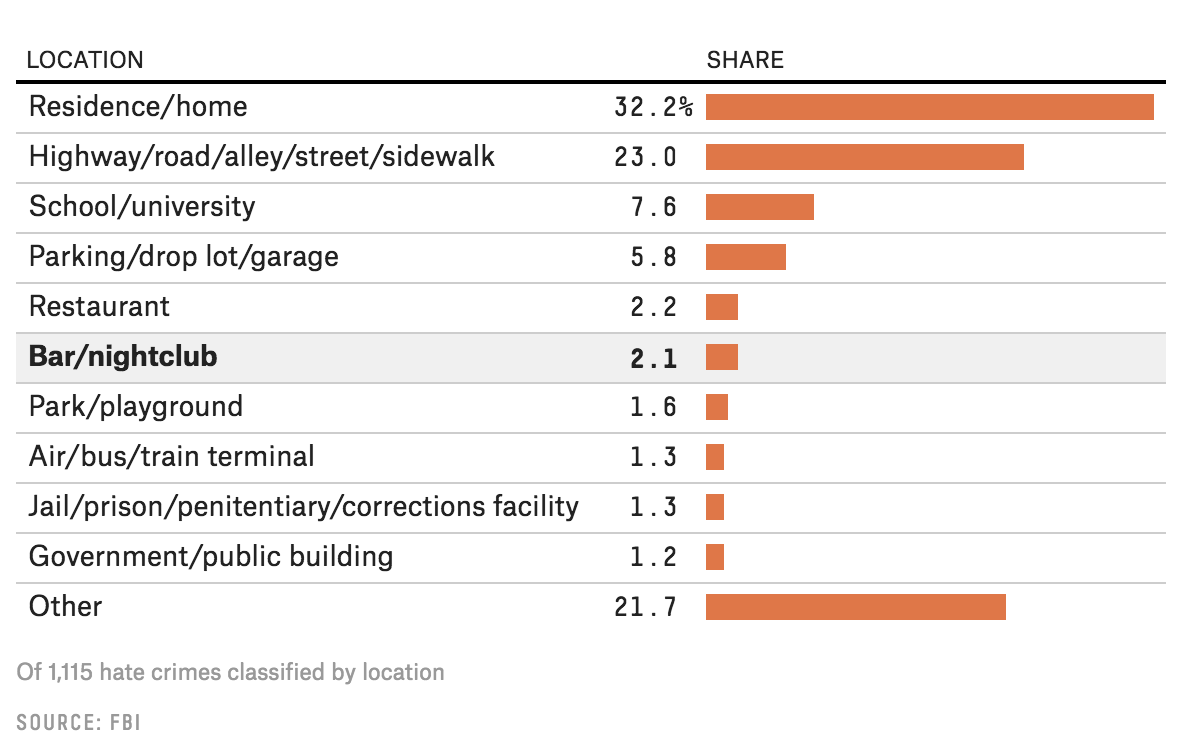 LOCATION SHARE
Residence/home 32.2%
Highway/road/alley/street/sidewalk 23.0
School/university 7.6
Parking/drop lot/garage 5.8
Restaurant 2.2
Bar/nightclub 2.1
Park/playground 1.6
Air/bus/train terminal 1.3
Jail/prison/penitentiary/corrections facility 1.3
Government/public building 1.2
Other 21.7
Of 1,115 hate crimes classified by location
SOURCE: FBI